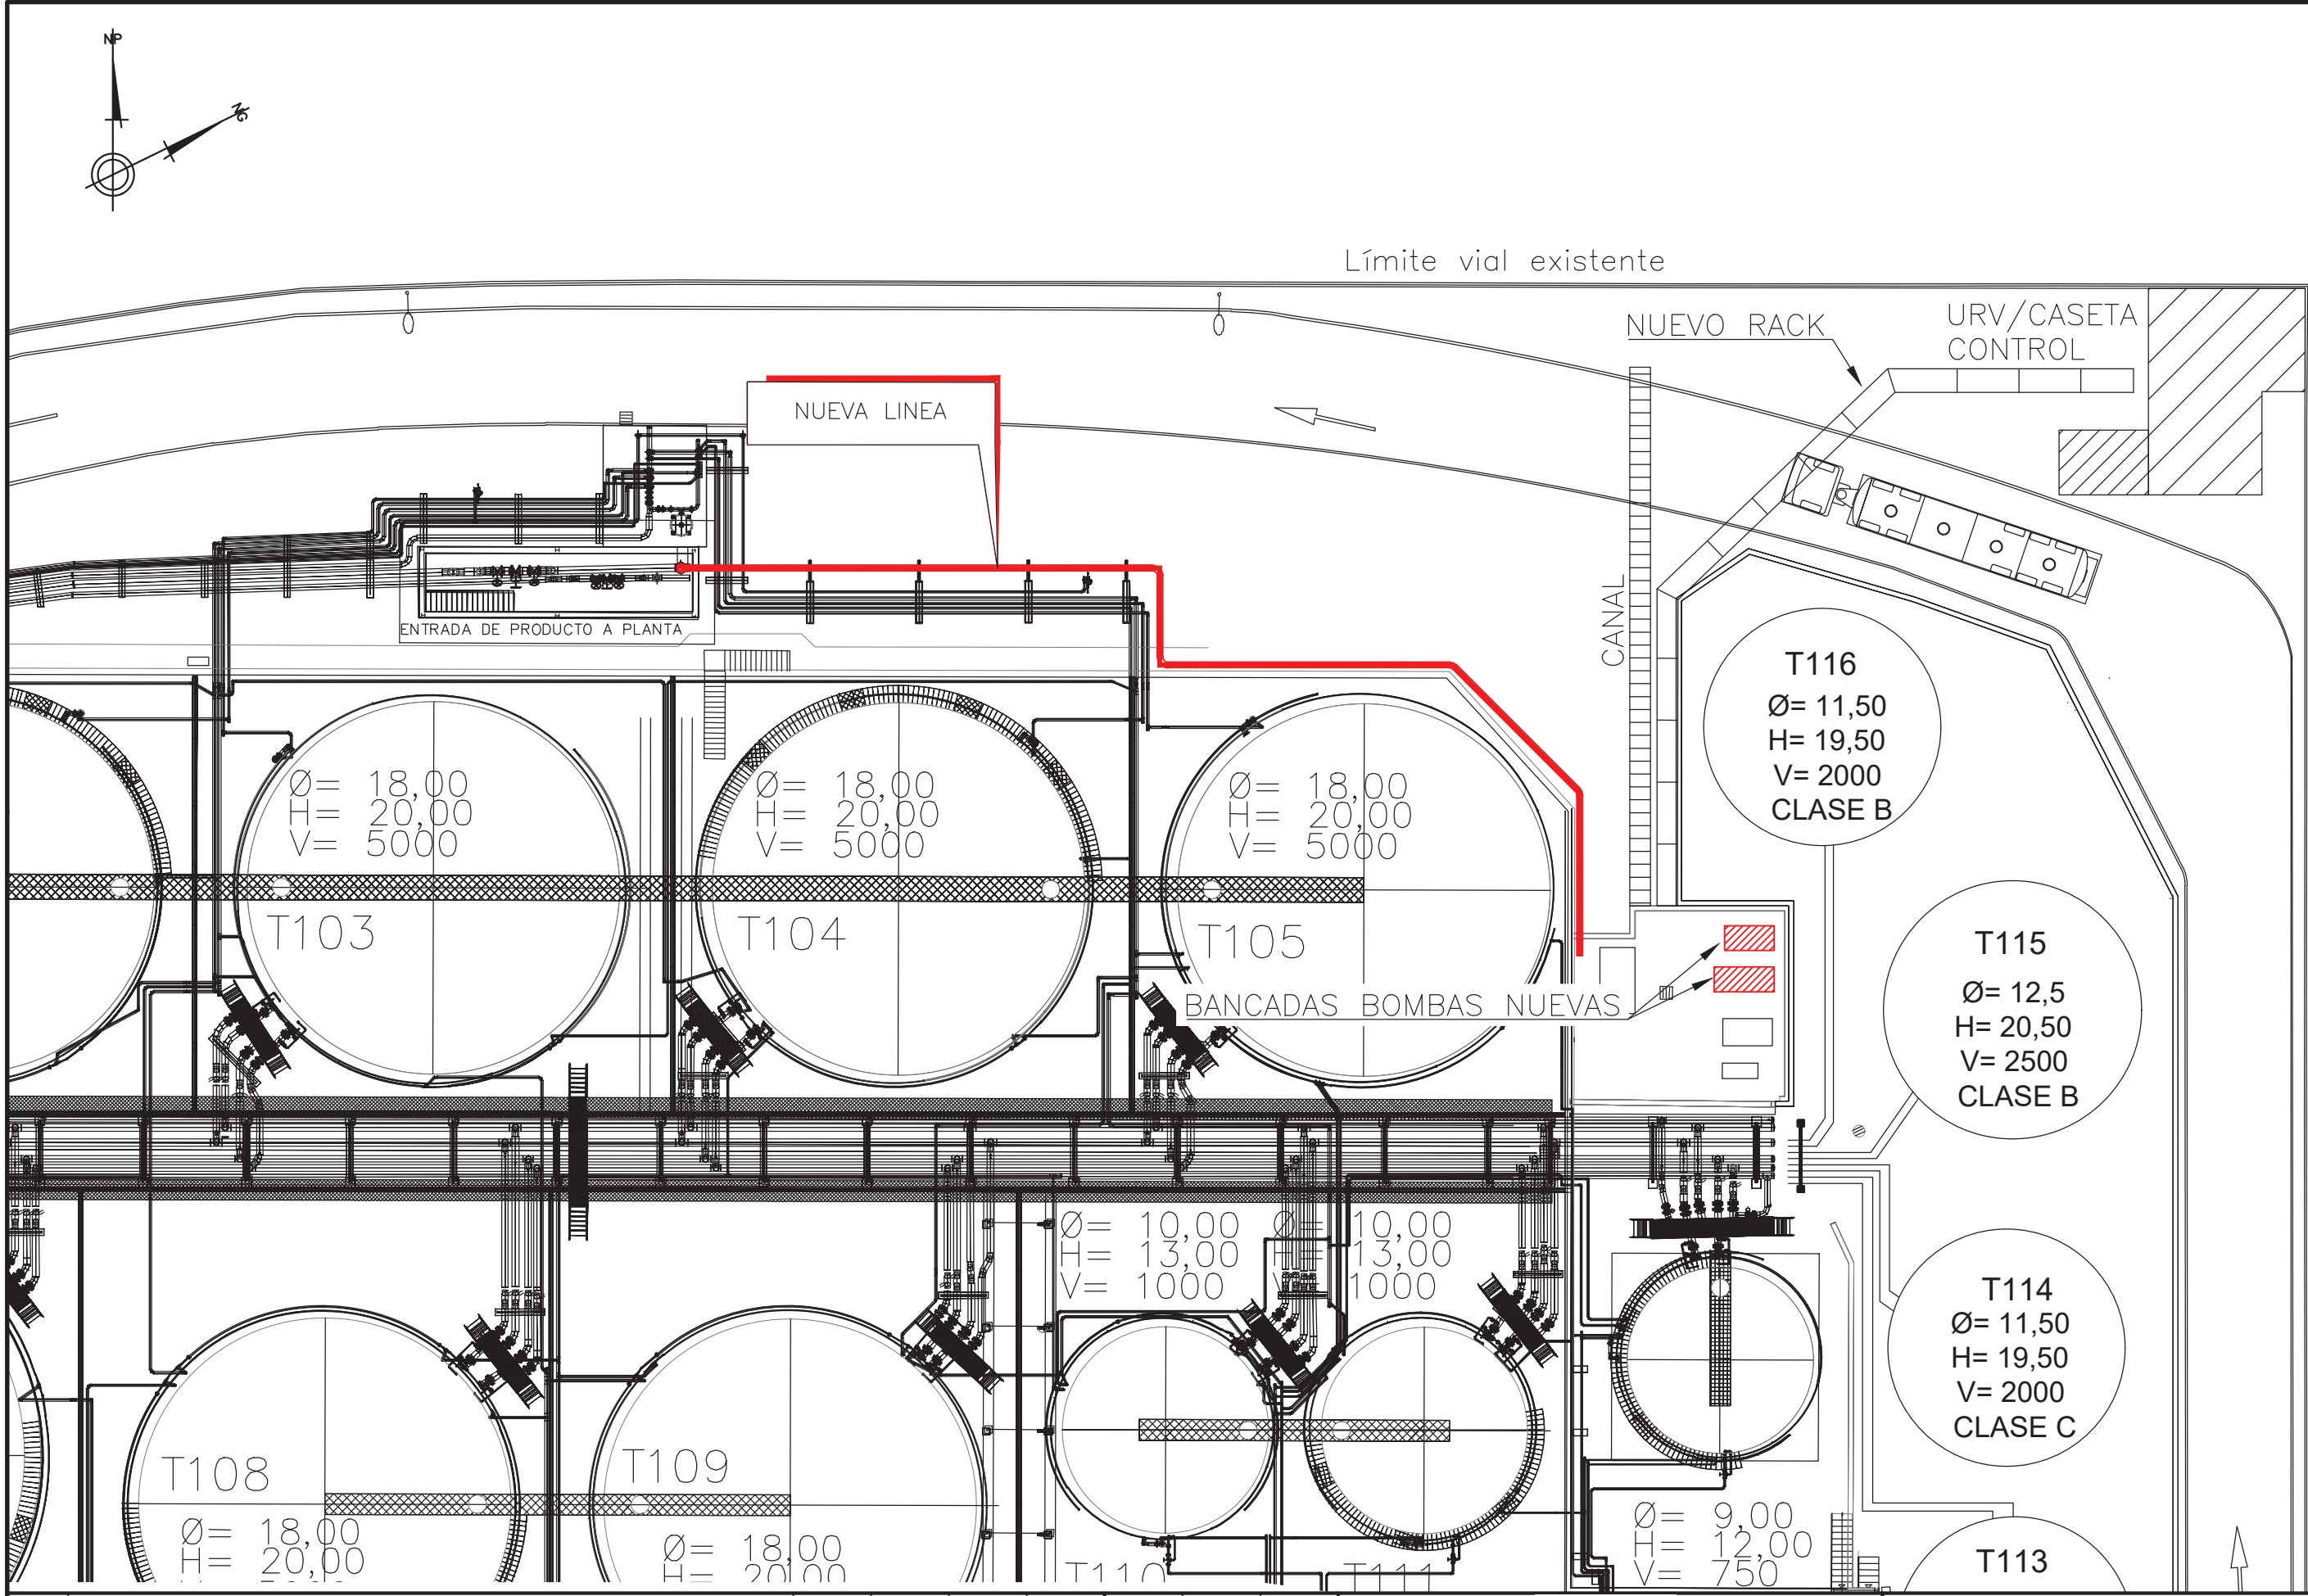 NP
NG
Límite vial existente
NUEVO RACK
URV/CASETA
CONTROL
NUEVA LINEA
CANAL
ENTRADA DE PRODUCTO A PLANTA
T116
Ø= 11,50
H= 19,50
V= 2000
CLASE B
Ø= 18,00
H= 20,00
V= 5000
T103
Ø= 18,00
H= 20,00
V= 5000
T104
Ø= 18,00
H= 20,00
V= 5000
T105
BANCADAS BOMBAS NUEVAS
T115
Ø= 12,5
H= 20,50
V= 2500
CLASE B
Ø= 10,00
H= 13,00
V= 1000
Ø= 10,00
H= 13,00
V= 1000
T114
Ø= 11,50
H= 19,50
V= 2000
CLASE C
T108
Ø= 18,00
H= 20,00
T109
Ø= 18,00
H= 20,00
T110
T111
Ø= 9,00
H= 12,00
V= 750
T113